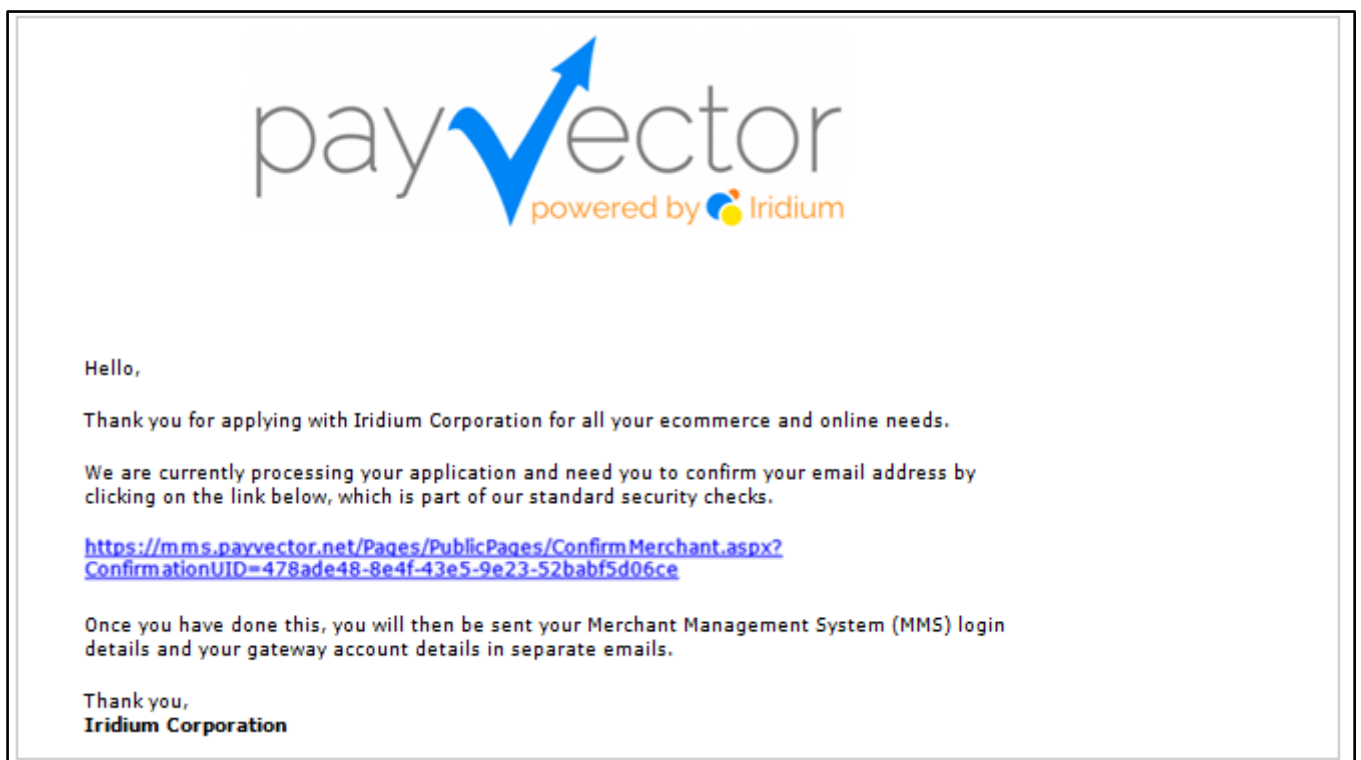 payvector
powered by Iridium
Hello,
Thank you for applying with Iridium Corporation for all your ecommerce and online needs.
We are currently processing your application and need you to confirm your email address by
clicking on the link below, which is part of our standard security checks.
https://mms.payvector.net/Pages/PublicPages/ConfirmMerchant.aspx?
ConfirmationUID=478ade48-8e4f-43e5-9e23-52babf5d06ce
Once you have done this, you will then be sent your Merchant Management System (MMS) login
details and your gateway account details in separate emails.
Thank you,
Iridium Corporation